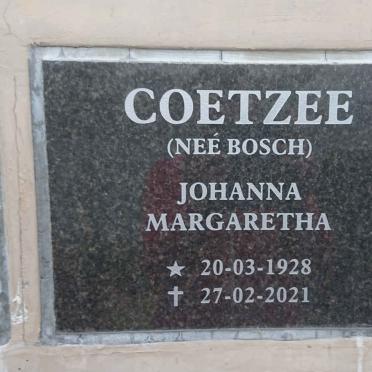 COETZEE
(NEÉ BOSCH)
JOHANNA
MARGARETHA
★ 20-03-1928
✝ 27-02-2021